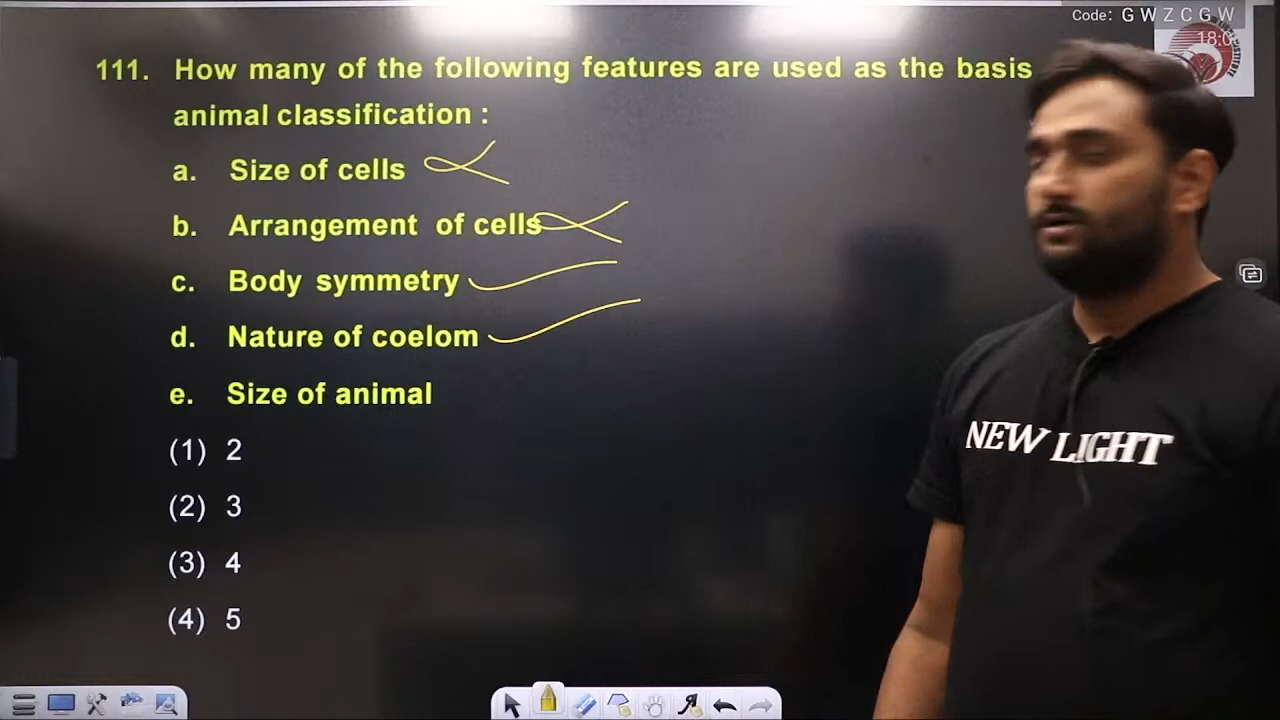 Code: G W Z C G W
111. How many of the following features are used as the basis
animal classification :
a. Size of cells
b. Arrangement of cells
c. Body symmetry
d. Nature of coelom
e. Size of animal
(1) 2
(2) 3
(3) 4
(4) 5
NEW LIGHT